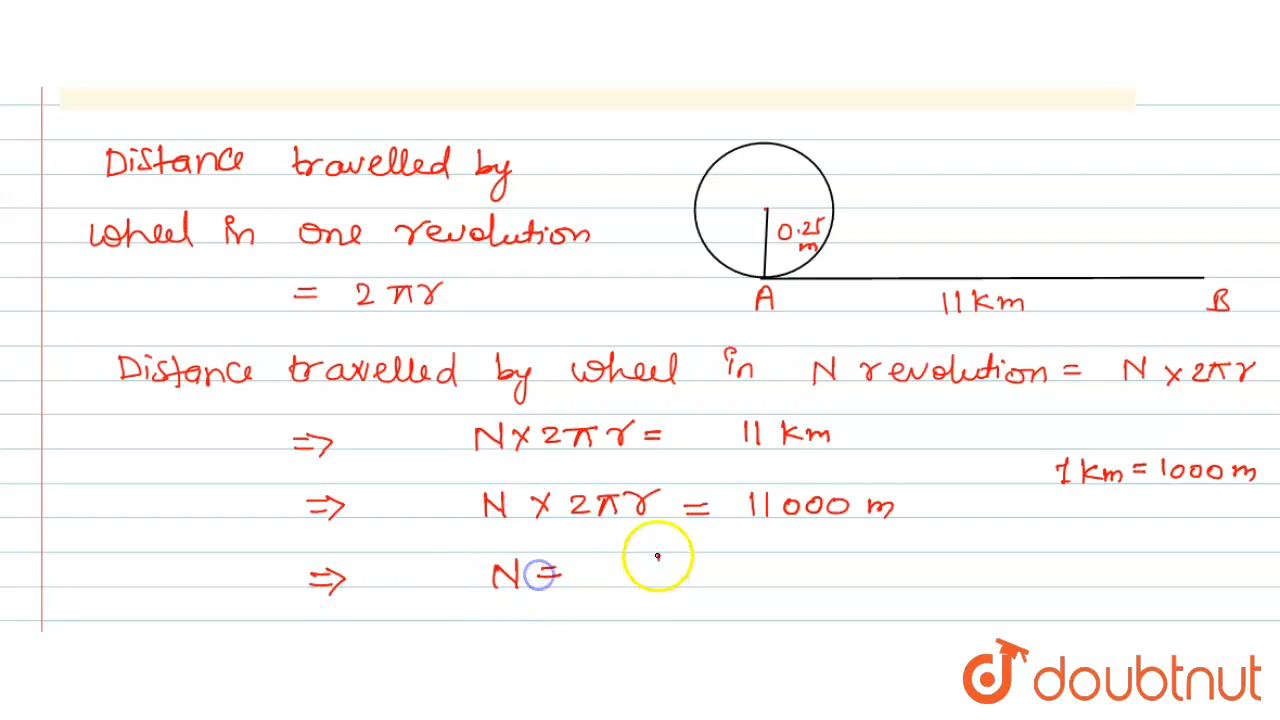 Distance travelled by
wheel in one revolution
= 2πr
0.25
m
A 11 km B
Distance travelled by wheel in N revolution = N × 2πr
⇒ N × 2πr = 11 km
1 km = 1000 m
⇒ N × 2πr = 11000 m
⇒ N =
doubtnut